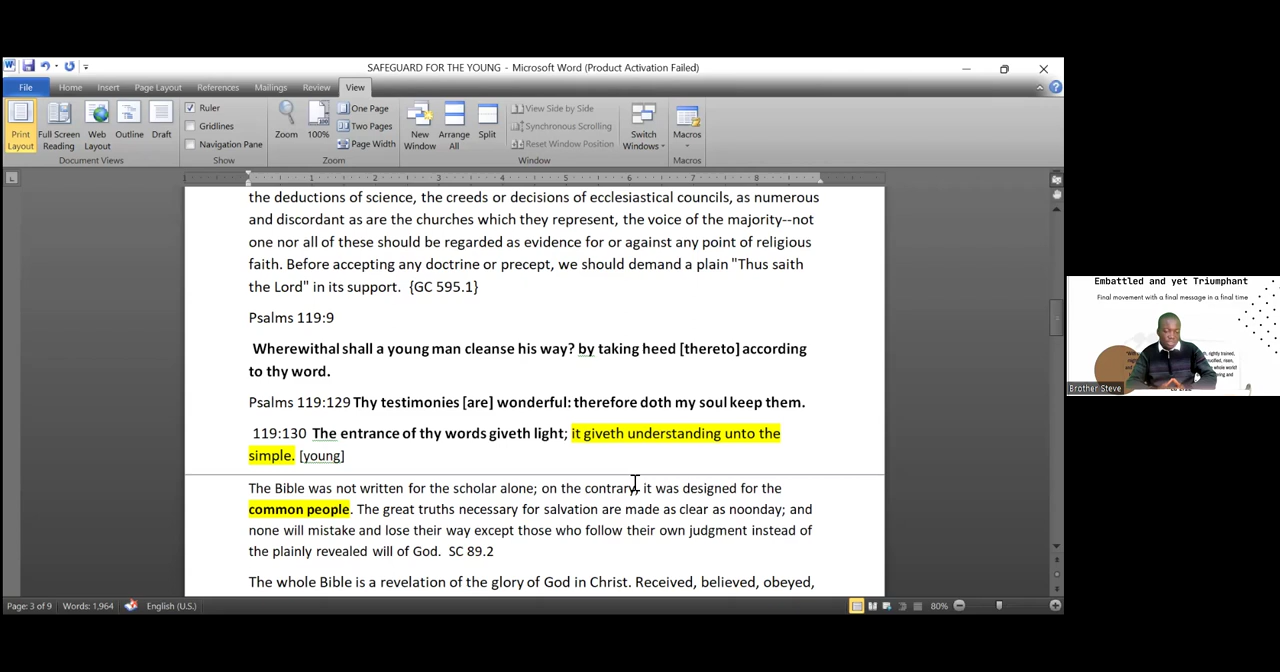 SAFEGUARD FOR THE YOUNG - Microsoft Word (Product Activation Failed)
File Home Insert Page Layout References Mailings Review View
Print Layout
Full Screen Reading
Web Layout
Outline
Draft
Document Views
Ruler
Gridlines
Navigation Pane
Show
Zoom
100%
One Page
Two Pages
Page Width
Zoom
New Window
Arrange All
Split
View Side by Side
Synchronous Scrolling
Reset Window Position
Window
Switch Windows
Macros
Macros
1 1 2 3 4 5 6 7 8
the deductions of science, the creeds or decisions of ecclesiastical councils, as numerous
and discordant as are the churches which they represent, the voice of the majority--not
one nor all of these should be regarded as evidence for or against any point of religious
faith. Before accepting any doctrine or precept, we should demand a plain "Thus saith
the Lord" in its support. {GC 595.1}
Psalms 119:9
Wherewithal shall a young man cleanse his way? by taking heed [thereto] according
to thy word.
Psalms 119:129 Thy testimonies [are] wonderful: therefore doth my soul keep them.
119:130 The entrance of thy words giveth light; it giveth understanding unto the
simple. [young]
The Bible was not written for the scholar alone; on the contrary, it was designed for the
common people. The great truths necessary for salvation are made as clear as noonday; and
none will mistake and lose their way except those who follow their own judgment instead of
the plainly revealed will of God. SC 89.2
The whole Bible is a revelation of the glory of God in Christ. Received, believed, obeyed,
Page: 3 of 9 Words: 1,964 English (U.S.) 80%
Embattled and yet Triumphant
Final movement with a final message in a final time
Brother Steve